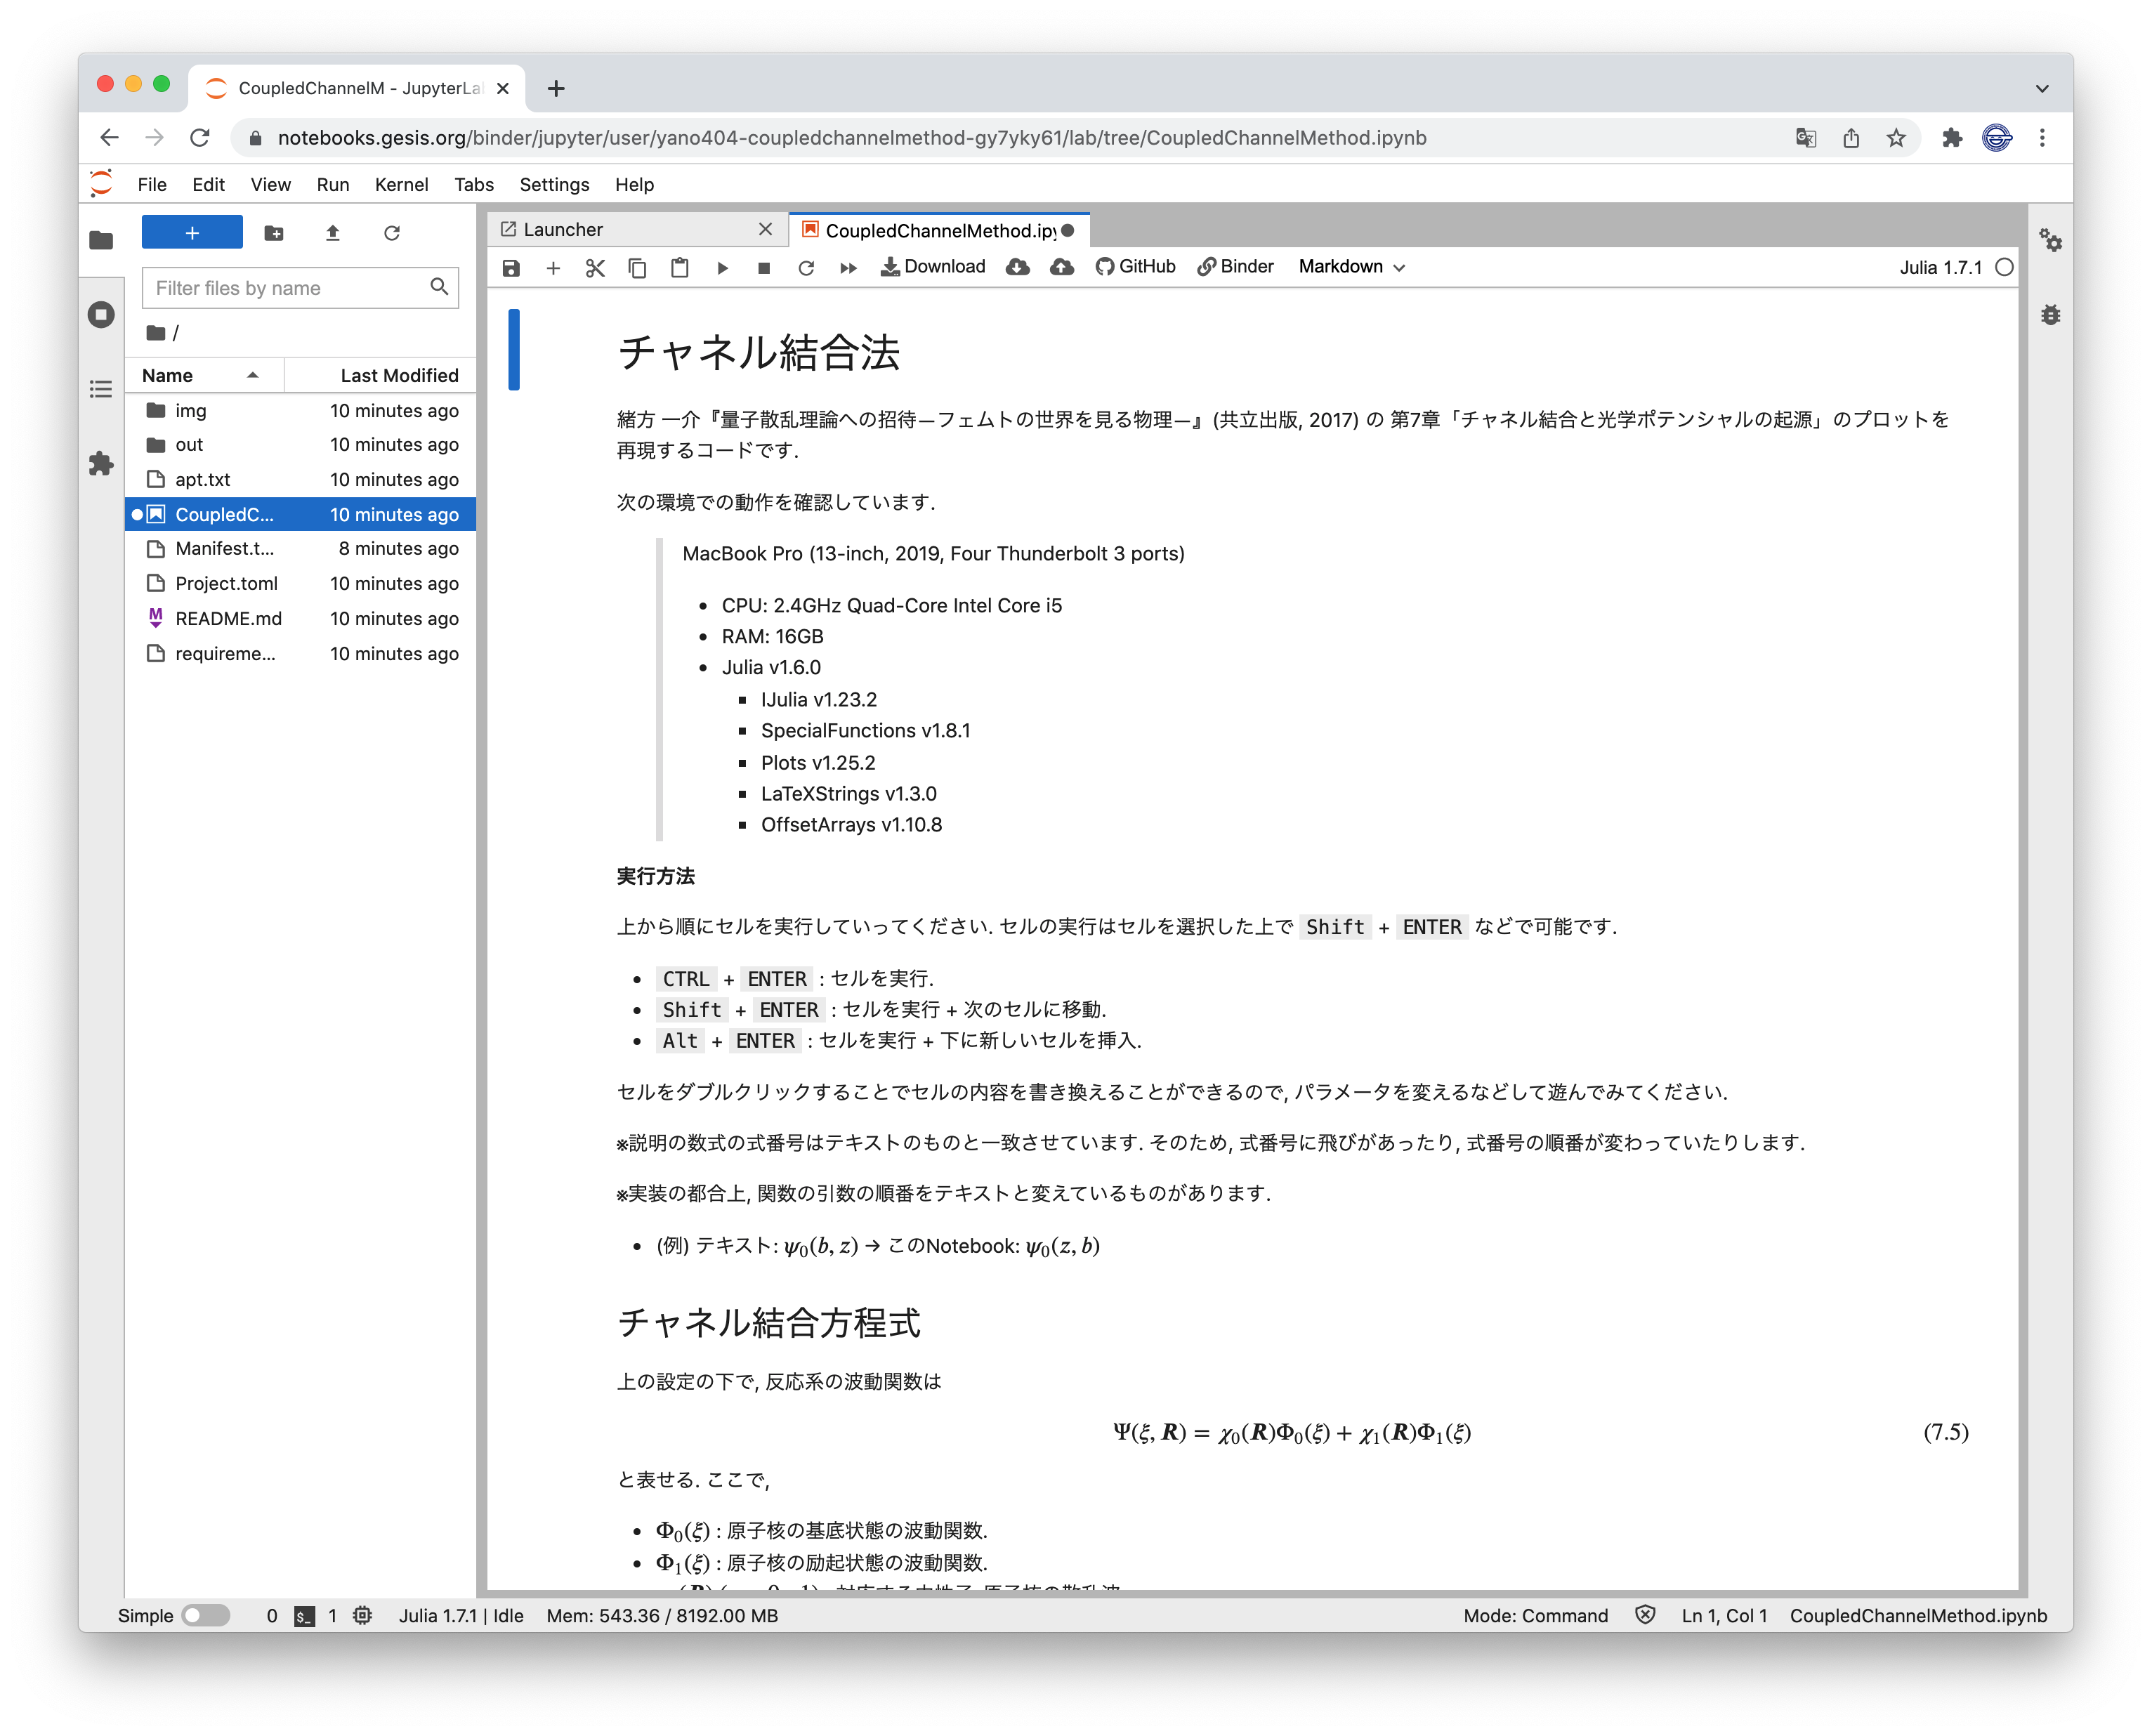 CoupledChannelM - JupyterLa
notebooks.gesis.org/binder/jupyter/user/yano404-coupledchannelmethod-gy7yky61/lab/tree/CoupledChannelMethod.ipynb
File Edit View Run Kernel Tabs Settings Help
Launcher
CoupledChannelMethod.ipy
Download GitHub Binder Markdown Julia 1.7.1
Filter files by name
/
Name Last Modified
img 10 minutes ago
out 10 minutes ago
apt.txt 10 minutes ago
CoupledC... 10 minutes ago
Manifest.t... 8 minutes ago
Project.toml 10 minutes ago
README.md 10 minutes ago
requireme... 10 minutes ago
チャネル結合法
緒方 一介『量子散乱理論への招待—フェムトの世界を見る物理—』(共立出版, 2017) の 第7章「チャネル結合と光学ポテンシャルの起源」のプロットを
再現するコードです.
次の環境での動作を確認しています.
MacBook Pro (13-inch, 2019, Four Thunderbolt 3 ports)
• CPU: 2.4GHz Quad-Core Intel Core i5
• RAM: 16GB
• Julia v1.6.0
▪ IJulia v1.23.2
▪ SpecialFunctions v1.8.1
▪ Plots v1.25.2
▪ LaTeXStrings v1.3.0
▪ OffsetArrays v1.10.8
実行方法
上から順にセルを実行していってください. セルの実行はセルを選択した上で Shift + ENTER などで可能です.
• CTRL + ENTER : セルを実行.
• Shift + ENTER : セルを実行 + 次のセルに移動.
• Alt + ENTER : セルを実行 + 下に新しいセルを挿入.
セルをダブルクリックすることでセルの内容を書き換えることができるので, パラメータを変えるなどして遊んでみてください.
※説明の数式の式番号はテキストのものと一致させています. そのため, 式番号に飛びがあったり, 式番号の順番が変わっていたりします.
※実装の都合上, 関数の引数の順番をテキストと変えているものがあります.
• (例) テキスト: ψ₀(b, z) → このNotebook: ψ₀(z, b)
チャネル結合方程式
上の設定の下で, 反応系の波動関数は
Ψ(ξ, R) = χ₀(R)Φ₀(ξ) + χ₁(R)Φ₁(ξ) (7.5)
と表せる. ここで,
• Φ₀(ξ) : 原子核の基底状態の波動関数.
• Φ₁(ξ) : 原子核の励起状態の波動関数.
Simple 0 1 Julia 1.7.1 | Idle Mem: 543.36 / 8192.00 MB Mode: Command Ln 1, Col 1 CoupledChannelMethod.ipynb